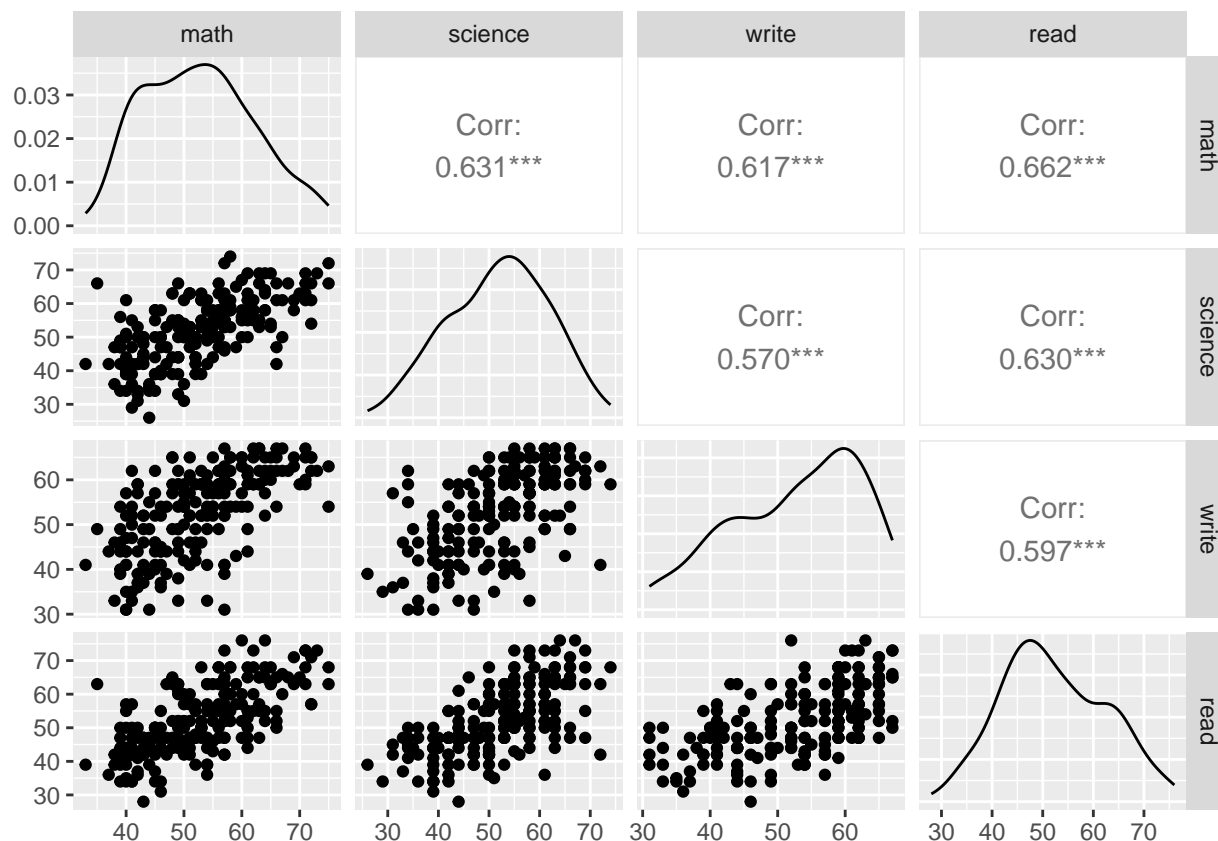 math science write read
0.03
0.02
0.01
0.00
Corr:
0.631***
Corr:
0.617***
Corr:
0.662***
math
70
60
50
40
30
Corr:
0.570***
Corr:
0.630***
science
60
50
40
30
Corr:
0.597***
write
70
60
50
40
30
read
40 50 60 70
30 40 50 60 70
30 40 50 60
30 40 50 60 70